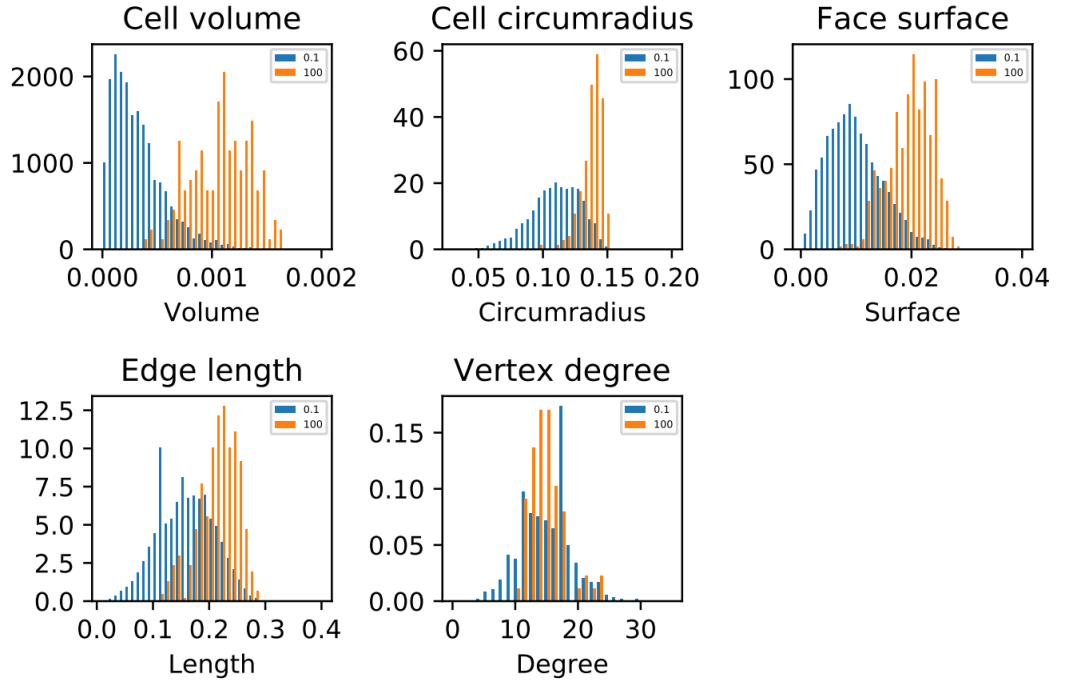 Cell volume
2000
1000
0
0.000 0.001 0.002
Volume
0.1
100
Cell circumradius
60
40
20
0
0.05 0.10 0.15 0.20
Circumradius
0.1
100
Face surface
100
50
0
0.00 0.02 0.04
Surface
0.1
100
Edge length
12.5
10.0
7.5
5.0
2.5
0.0
0.0 0.1 0.2 0.3 0.4
Length
0.1
100
Vertex degree
0.15
0.10
0.05
0.00
0 10 20 30
Degree
0.1
100